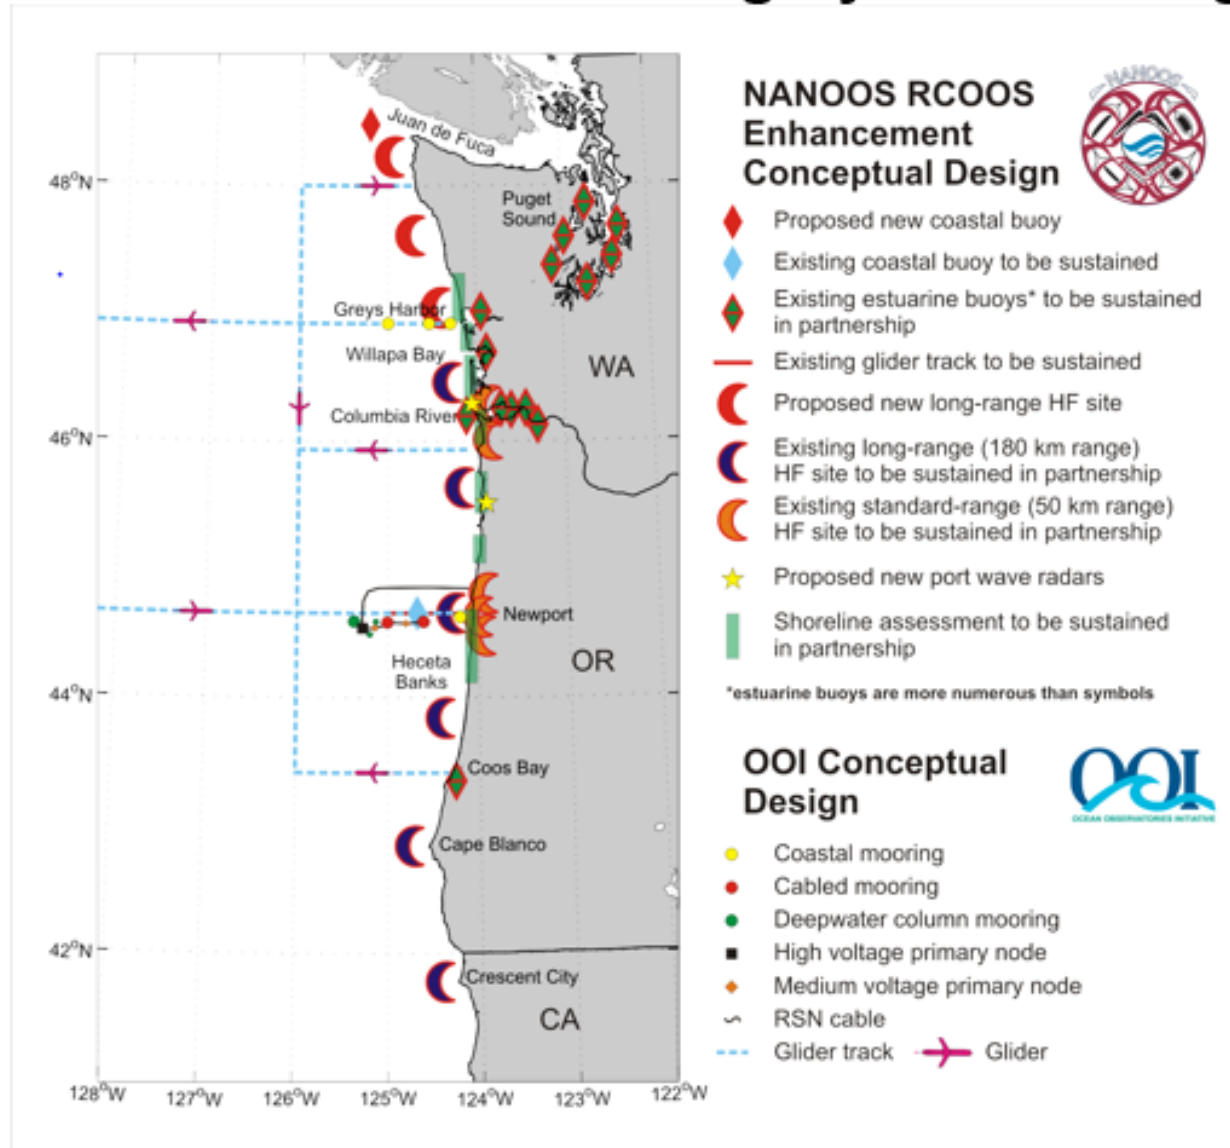 NANOOS RCOOS
Enhancement
Conceptual Design
NANOOS
Proposed new coastal buoy
Existing coastal buoy to be sustained
Existing estuarine buoys* to be sustained
in partnership
Existing glider track to be sustained
Proposed new long-range HF site
Existing long-range (180 km range)
HF site to be sustained in partnership
Existing standard-range (50 km range)
HF site to be sustained in partnership
Proposed new port wave radars
Shoreline assessment to be sustained
in partnership
*estuarine buoys are more numerous than symbols
OOI Conceptual
Design
OOI
OCEAN OBSERVATORIES INITIATIVE
Coastal mooring
Cabled mooring
Deepwater column mooring
High voltage primary node
Medium voltage primary node
RSN cable
Glider track
Glider
Juan de Fuca
Puget
Sound
Greys Harbor
Willapa Bay
WA
Columbia River
Newport
OR
Heceta
Banks
Coos Bay
Cape Blanco
Crescent City
CA
48°N
46°N
44°N
42°N
128°W
127°W
126°W
125°W
124°W
123°W
122°W